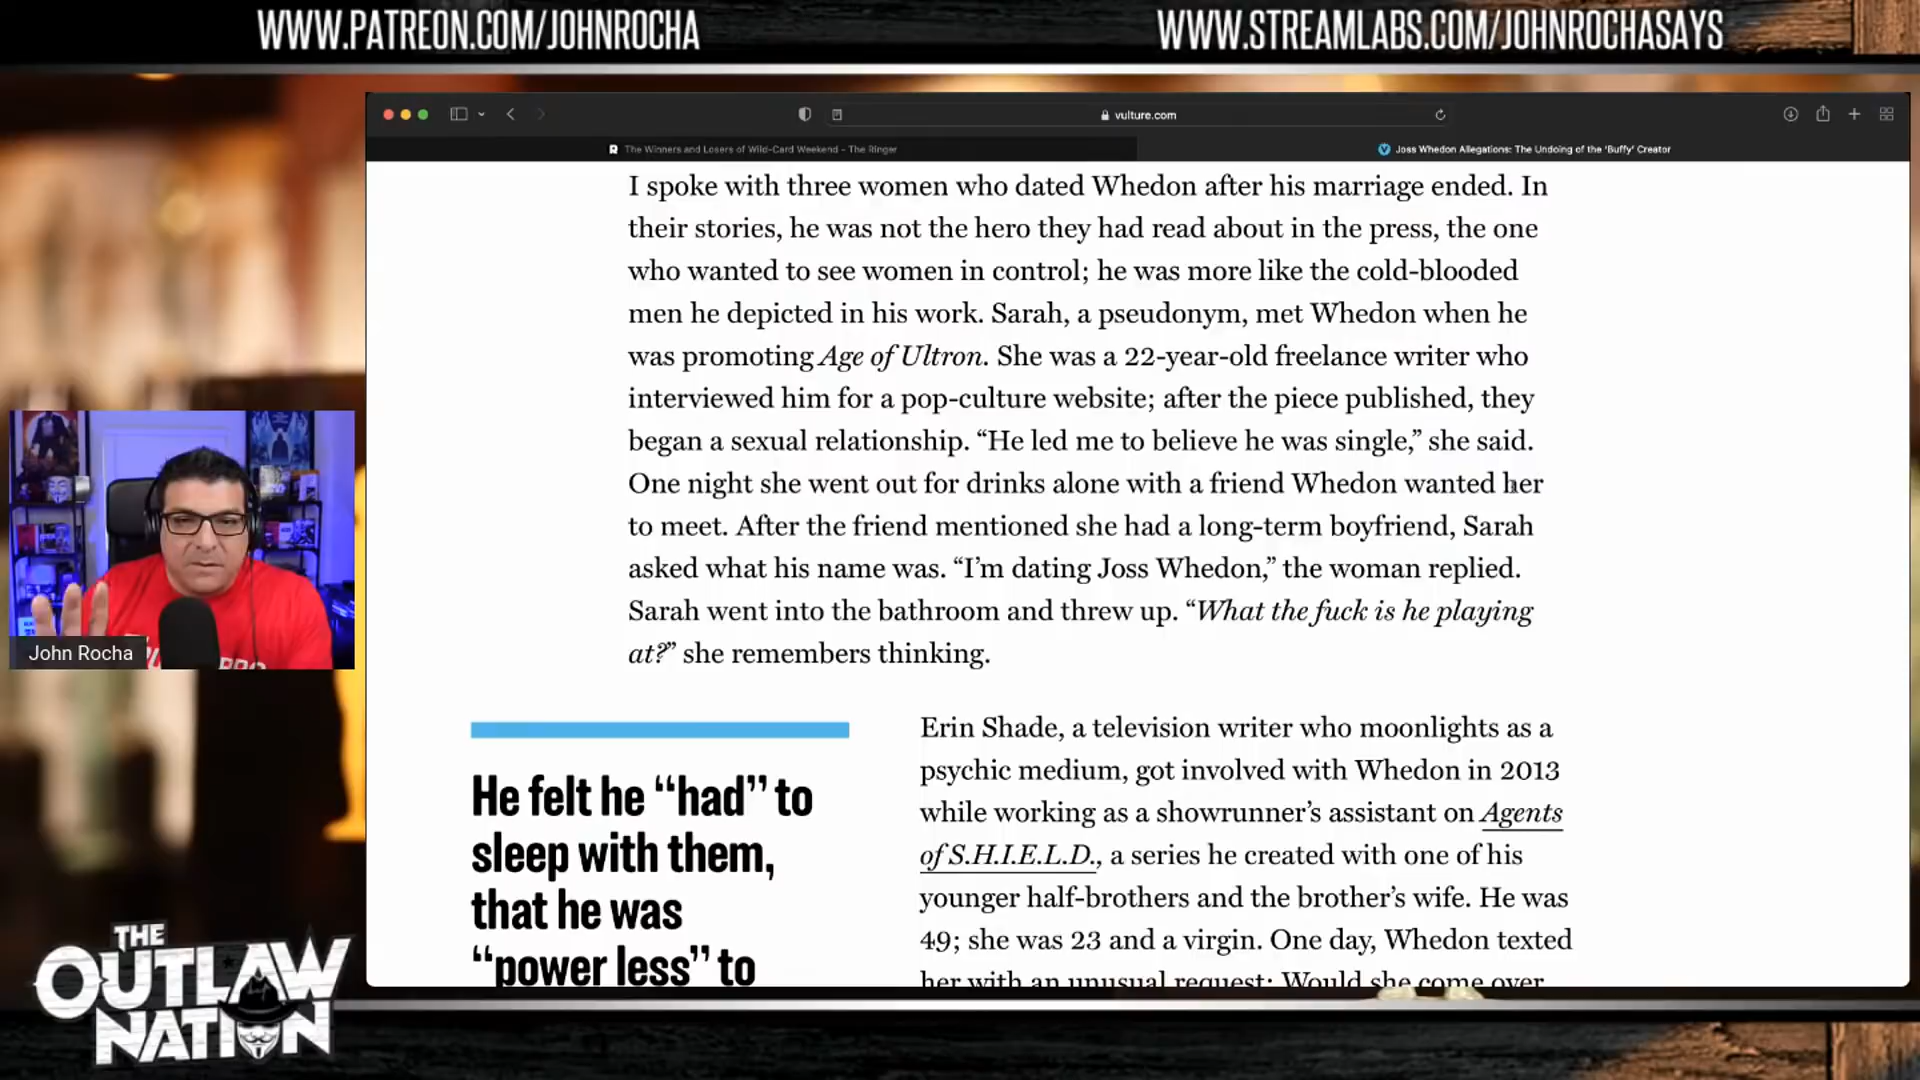 WWW.PATREON.COM/JOHNROCHA
WWW.STREAMLABS.COM/JOHNROCHASAYS
vulture.com
The Winners and Losers of Wild-Card Weekend - The Ringer
Joss Whedon Allegations: The Undoing of the 'Buffy' Creator
I spoke with three women who dated Whedon after his marriage ended. In
their stories, he was not the hero they had read about in the press, the one
who wanted to see women in control; he was more like the cold-blooded
men he depicted in his work. Sarah, a pseudonym, met Whedon when he
was promoting Age of Ultron. She was a 22-year-old freelance writer who
interviewed him for a pop-culture website; after the piece published, they
began a sexual relationship. “He led me to believe he was single,” she said.
One night she went out for drinks alone with a friend Whedon wanted her
to meet. After the friend mentioned she had a long-term boyfriend, Sarah
asked what his name was. “I’m dating Joss Whedon,” the woman replied.
Sarah went into the bathroom and threw up. “What the fuck is he playing
at?” she remembers thinking.
He felt he “had” to
sleep with them,
that he was
“power less” to
Erin Shade, a television writer who moonlights as a
psychic medium, got involved with Whedon in 2013
while working as a showrunner’s assistant on Agents
of S.H.I.E.L.D., a series he created with one of his
younger half-brothers and the brother’s wife. He was
49; she was 23 and a virgin. One day, Whedon texted
her with an unusual request: Would she come over
John Rocha
THE
OUTLAW
NATION